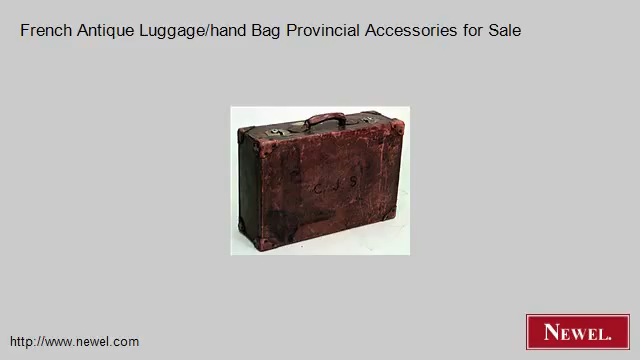 French Antique Luggage/hand Bag Provincial Accessories for Sale
C J S
http://www.newel.com
NEWEL.